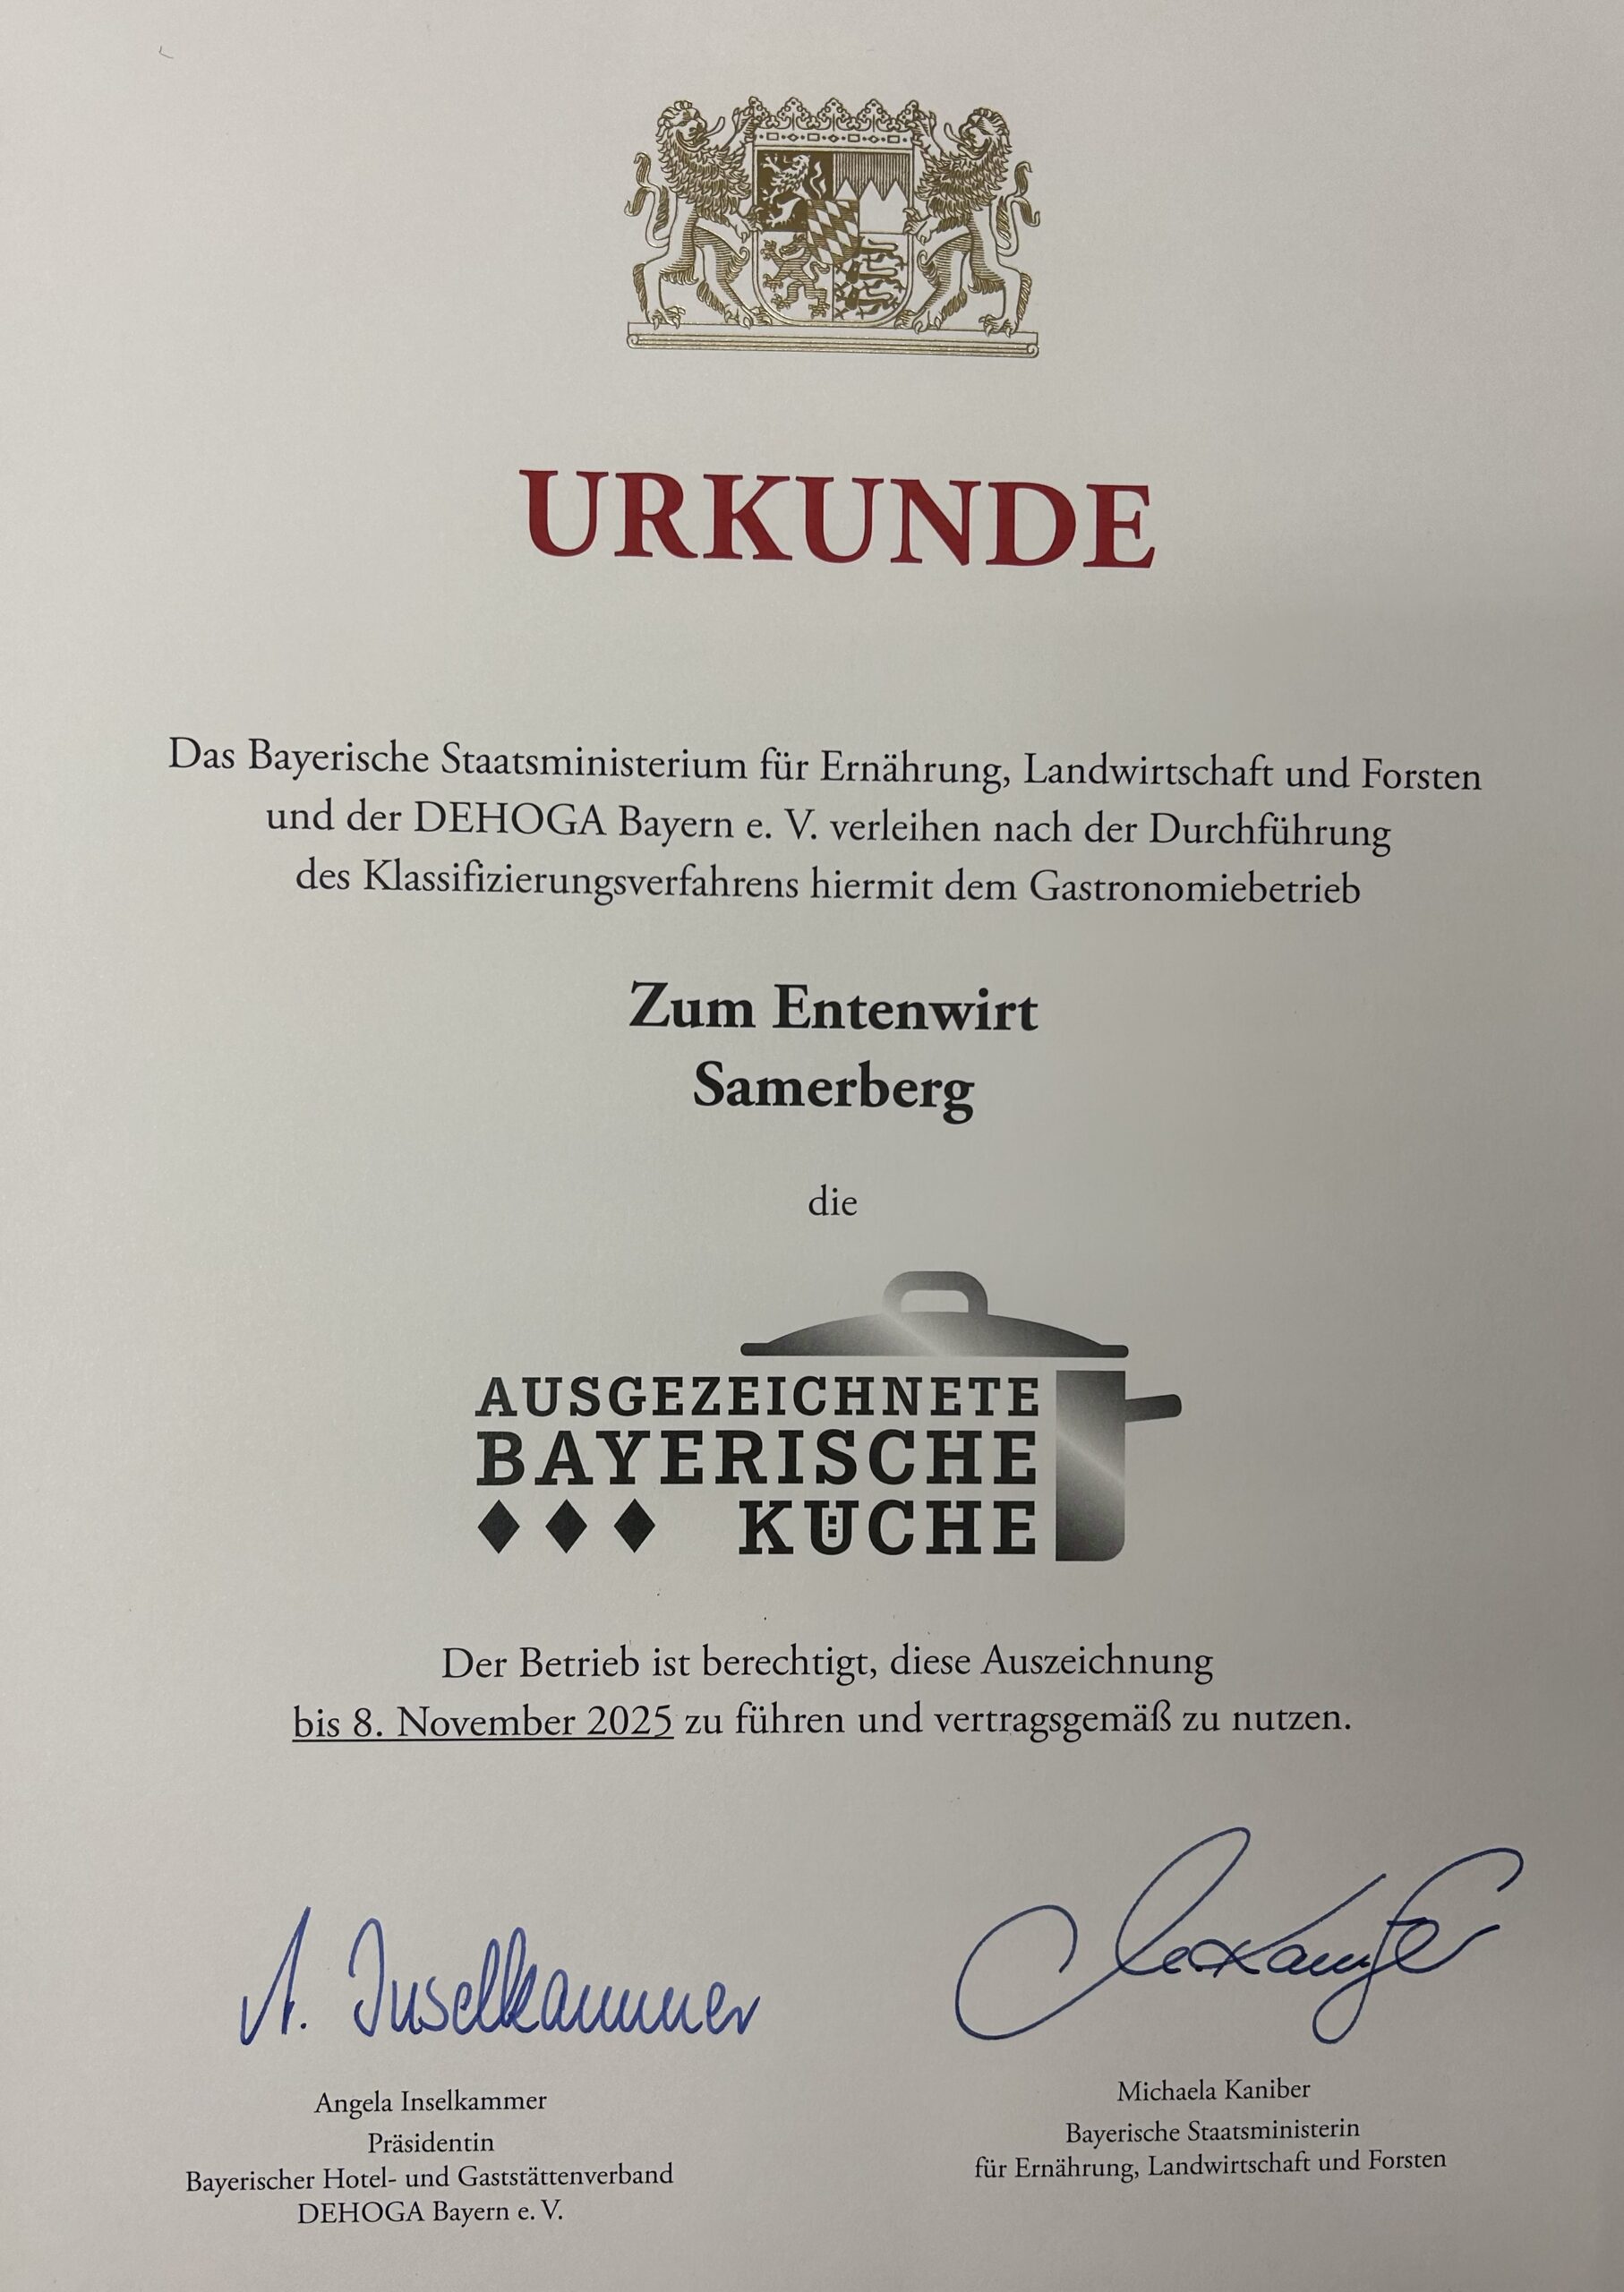 URKUNDE
Das Bayerische Staatsministerium für Ernährung, Landwirtschaft und Forsten
und der DEHOGA Bayern e. V. verleihen nach der Durchführung
des Klassifizierungsverfahrens hiermit dem Gastronomiebetrieb
Zum Entenwirt
Samerberg
die
AUSGEZEICHNETE
BAYERISCHE
♦♦♦ KÜCHE
Der Betrieb ist berechtigt, diese Auszeichnung
bis 8. November 2025 zu führen und vertragsgemäß zu nutzen.
A. Inselkammer
Angela Inselkammer
Präsidentin
Bayerischer Hotel- und Gaststättenverband
DEHOGA Bayern e. V.
Michaela Kaniber
Bayerische Staatsministerin
für Ernährung, Landwirtschaft und Forsten